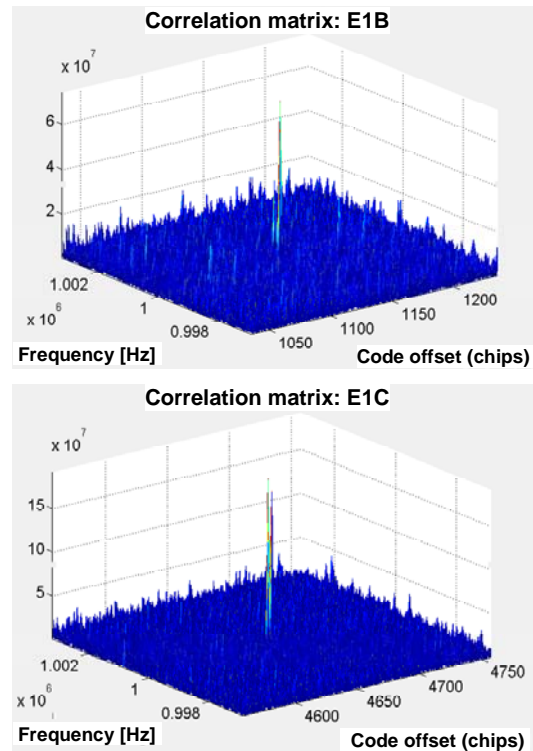 Correlation matrix: E1B
x 10^7
6
4
2
1.002
1
0.998
x 10^6
1050
1100
1150
1200
Frequency [Hz]
Code offset (chips)
Correlation matrix: E1C
x 10^7
15
10
5
1.002
1
0.998
x 10^6
4600
4650
4700
4750
Frequency [Hz]
Code offset (chips)